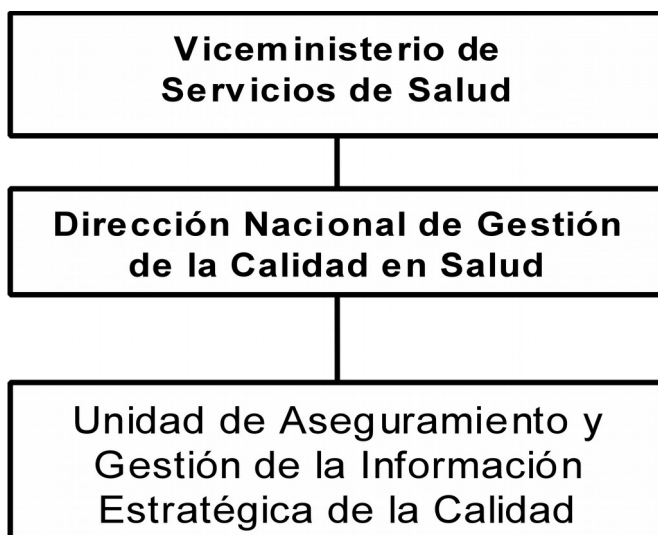 Viceministerio de
Servicios de Salud
Dirección Nacional de Gestión
de la Calidad en Salud
Unidad de Aseguramiento y
Gestión de la Información
Estratégica de la Calidad